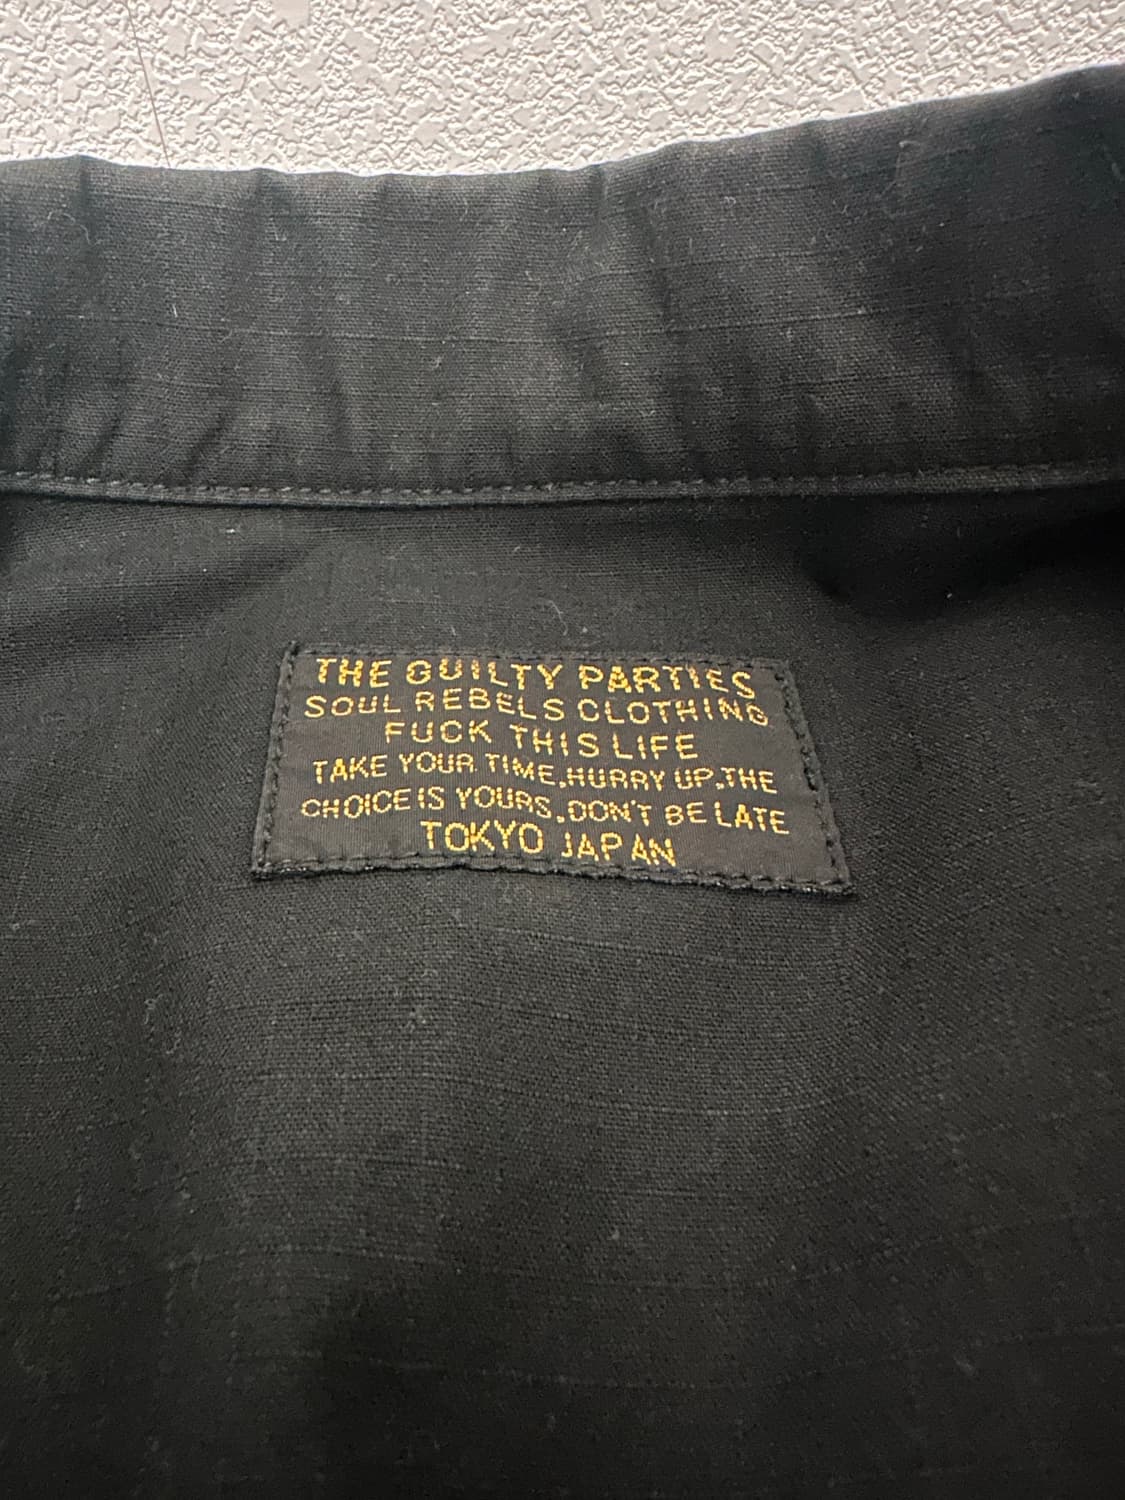 THE GUILTY PARTIES
SOUL REBELS CLOTHING
FUCK THIS LIFE
TAKE YOUR TIME.HURRY UP.THE
CHOICE IS YOURS.DON'T BE LATE
TOKYO JAPAN